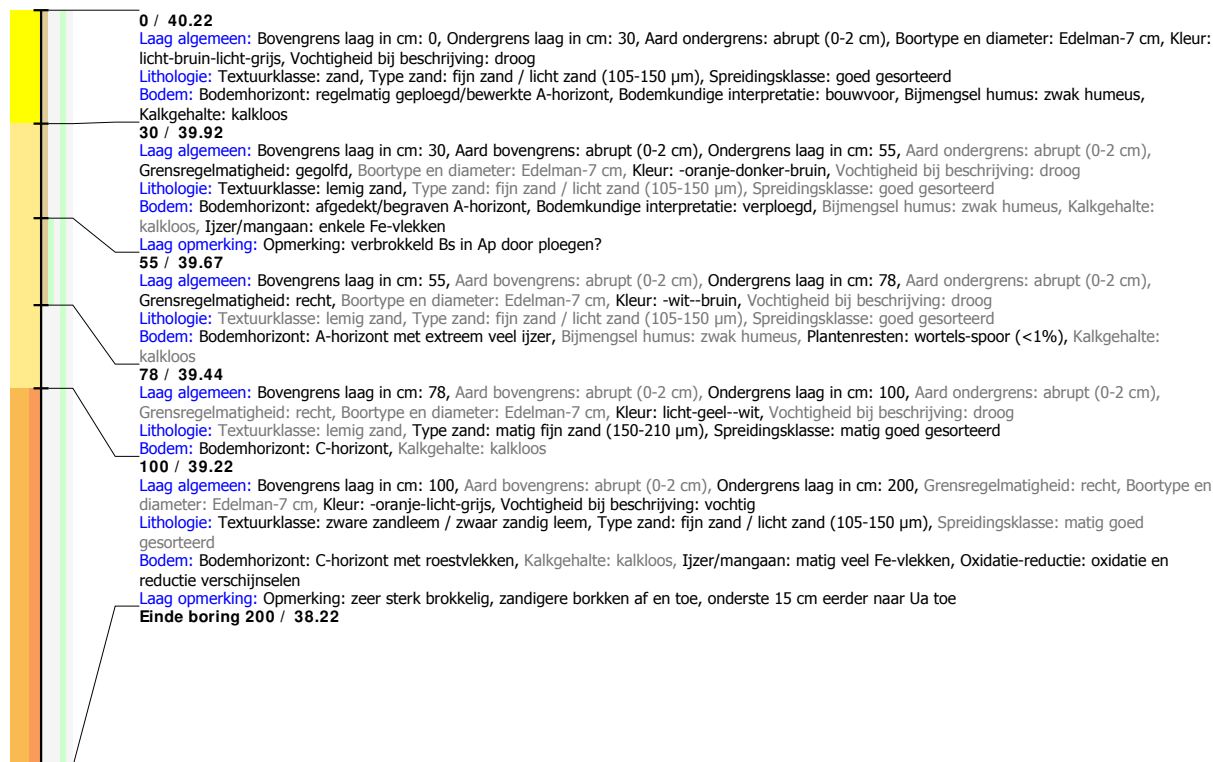 0 / 40.22
Laag algemeen: Bovengrens laag in cm: 0, Ondergrens laag in cm: 30, Aard ondergrens: abrupt (0-2 cm), Boortype en diameter: Edelman-7 cm, Kleur:
licht-bruin-licht-grijs, Vochtigheid bij beschrijving: droog
Lithologie: Textuurklasse: zand, Type zand: fijn zand / licht zand (105-150 µm), Spreidingsklasse: goed gesorteerd
Bodem: Bodemhorizont: regelmatig geploegd/bewerkte A-horizont, Bodemkundige interpretatie: bouwvoor, Bijmengsel humus: zwak humeus,
Kalkgehalte: kalkloos
30 / 39.92
Laag algemeen: Bovengrens laag in cm: 30, Aard bovengrens: abrupt (0-2 cm), Ondergrens laag in cm: 55, Aard ondergrens: abrupt (0-2 cm),
Grensregelmatigheid: gegolfd, Boortype en diameter: Edelman-7 cm, Kleur: -oranje-donker-bruin, Vochtigheid bij beschrijving: droog
Lithologie: Textuurklasse: lemig zand, Type zand: fijn zand / licht zand (105-150 µm), Spreidingsklasse: goed gesorteerd
Bodem: Bodemhorizont: afgedekt/begraven A-horizont, Bodemkundige interpretatie: verploegd, Bijmengsel humus: zwak humeus, Kalkgehalte:
kalkloos, Ijzer/mangaan: enkele Fe-vlekken
Laag opmerking: Opmerking: verbrokkeld Bs in Ap door ploegen?
55 / 39.67
Laag algemeen: Bovengrens laag in cm: 55, Aard bovengrens: abrupt (0-2 cm), Ondergrens laag in cm: 78, Aard ondergrens: abrupt (0-2 cm),
Grensregelmatigheid: recht, Boortype en diameter: Edelman-7 cm, Kleur: -wit--bruin, Vochtigheid bij beschrijving: droog
Lithologie: Textuurklasse: lemig zand, Type zand: fijn zand / licht zand (105-150 µm), Spreidingsklasse: goed gesorteerd
Bodem: Bodemhorizont: A-horizont met extreem veel ijzer, Bijmengsel humus: zwak humeus, Plantenresten: wortels-spoor (<1%), Kalkgehalte:
kalkloos
78 / 39.44
Laag algemeen: Bovengrens laag in cm: 78, Aard bovengrens: abrupt (0-2 cm), Ondergrens laag in cm: 100, Aard ondergrens: abrupt (0-2 cm),
Grensregelmatigheid: recht, Boortype en diameter: Edelman-7 cm, Kleur: licht-geel--wit, Vochtigheid bij beschrijving: droog
Lithologie: Textuurklasse: lemig zand, Type zand: matig fijn zand (150-210 µm), Spreidingsklasse: matig goed gesorteerd
Bodem: Bodemhorizont: C-horizont, Kalkgehalte: kalkloos
100 / 39.22
Laag algemeen: Bovengrens laag in cm: 100, Aard bovengrens: abrupt (0-2 cm), Ondergrens laag in cm: 200, Grensregelmatigheid: recht, Boortype en
diameter: Edelman-7 cm, Kleur: -oranje-licht-grijs, Vochtigheid bij beschrijving: vochtig
Lithologie: Textuurklasse: zware zandleem / zwaar zandig leem, Type zand: fijn zand / licht zand (105-150 µm), Spreidingsklasse: matig goed
gesorteerd
Bodem: Bodemhorizont: C-horizont met roestvlekken, Kalkgehalte: kalkloos, Ijzer/mangaan: matig veel Fe-vlekken, Oxidatie-reductie: oxidatie en
reductie verschijnselen
Laag opmerking: Opmerking: zeer sterk brokkelig, zandigere borkken af en toe, onderste 15 cm eerder naar Ua toe
Einde boring 200 / 38.22